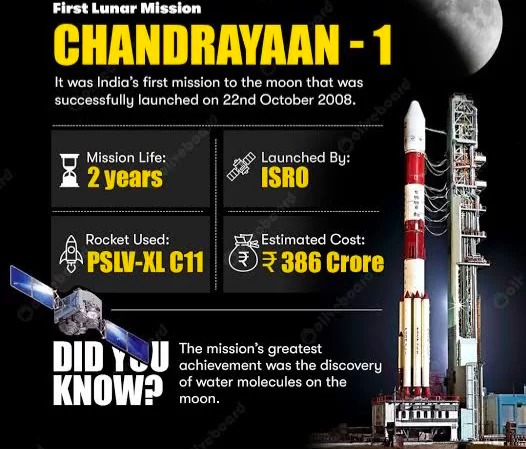 First Lunar Mission
CHANDRAYAAN - 1
It was India's first mission to the moon that was
successfully launched on 22nd October 2008.
Mission Life:
2 years
Launched By:
ISRO
Rocket Used:
PSLV-XL C11
Estimated Cost:
₹ 386 Crore
DID YOU
KNOW?
The mission's greatest
achievement was the discovery
of water molecules on the
moon.
oliveboard